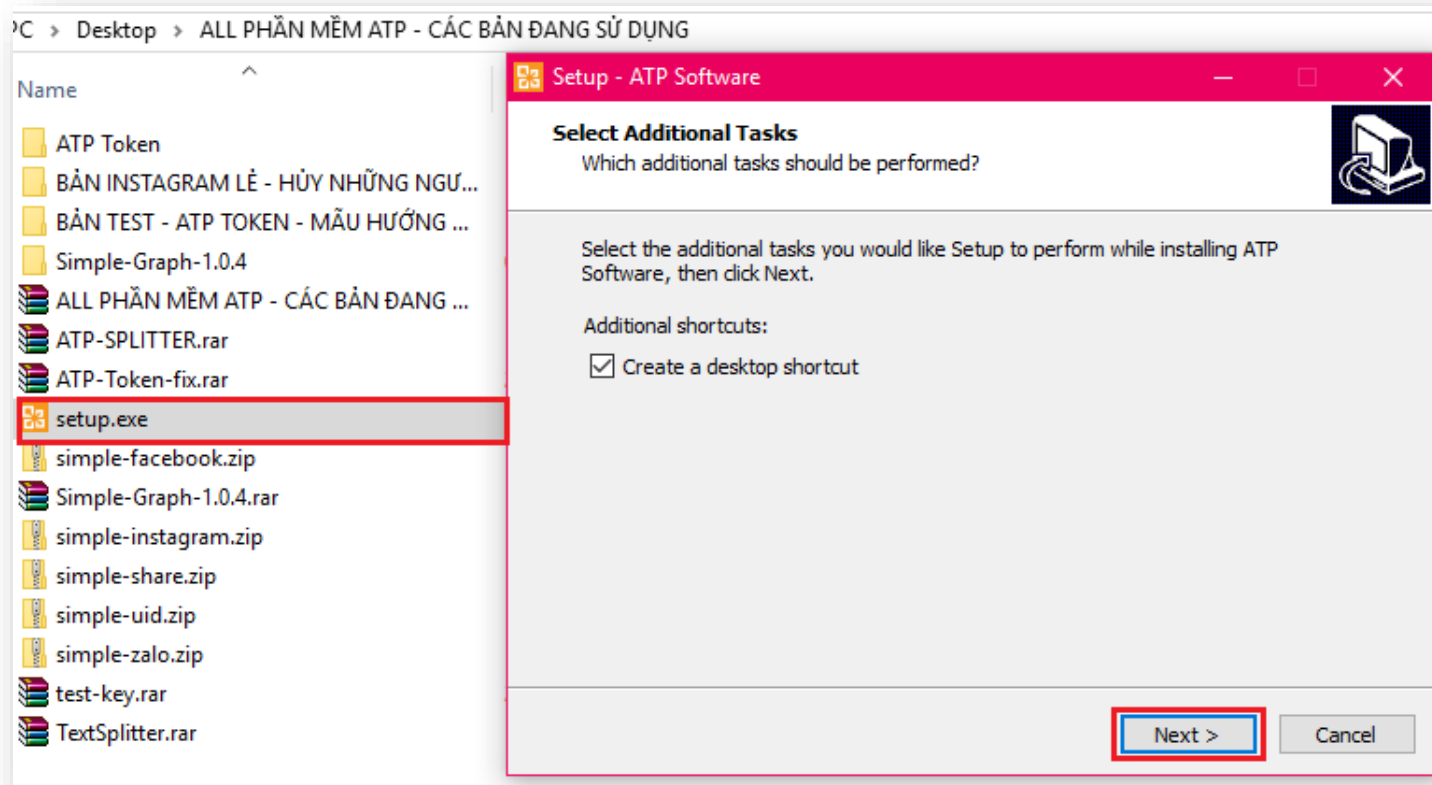 PC > Desktop > ALL PHẦN MỀM ATP - CÁC BẢN ĐANG SỬ DỤNG
Name
ATP Token
BẢN INSTAGRAM LẺ - HỦY NHỮNG NGƯ...
BẢN TEST - ATP TOKEN - MẪU HƯỚNG ...
Simple-Graph-1.0.4
ALL PHẦN MỀM ATP - CÁC BẢN ĐANG ...
ATP-SPLITTER.rar
ATP-Token-fix.rar
setup.exe
simple-facebook.zip
Simple-Graph-1.0.4.rar
simple-instagram.zip
simple-share.zip
simple-uid.zip
simple-zalo.zip
test-key.rar
TextSplitter.rar
Setup - ATP Software
Select Additional Tasks
Which additional tasks should be performed?
Select the additional tasks you would like Setup to perform while installing ATP
Software, then click Next.
Additional shortcuts:
Create a desktop shortcut
Next >
Cancel